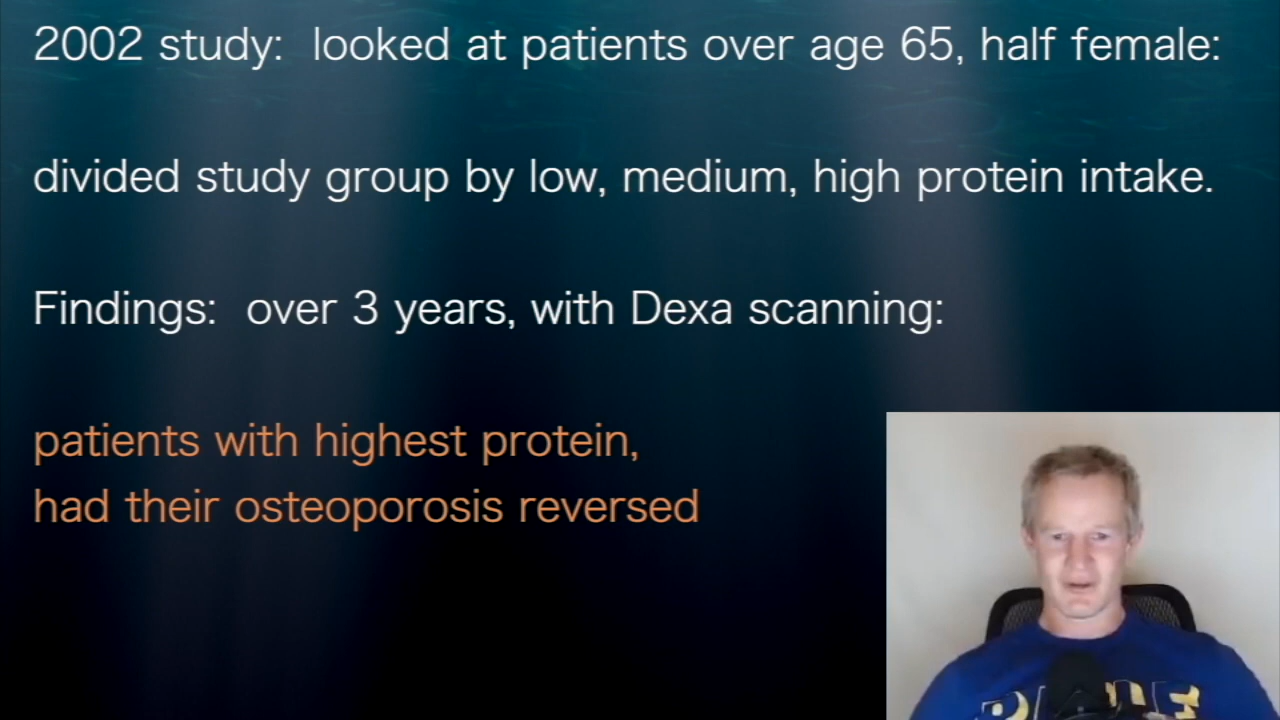 2002 study: looked at patients over age 65, half female:
divided study group by low, medium, high protein intake.
Findings: over 3 years, with Dexa scanning:
patients with highest protein,
had their osteoporosis reversed